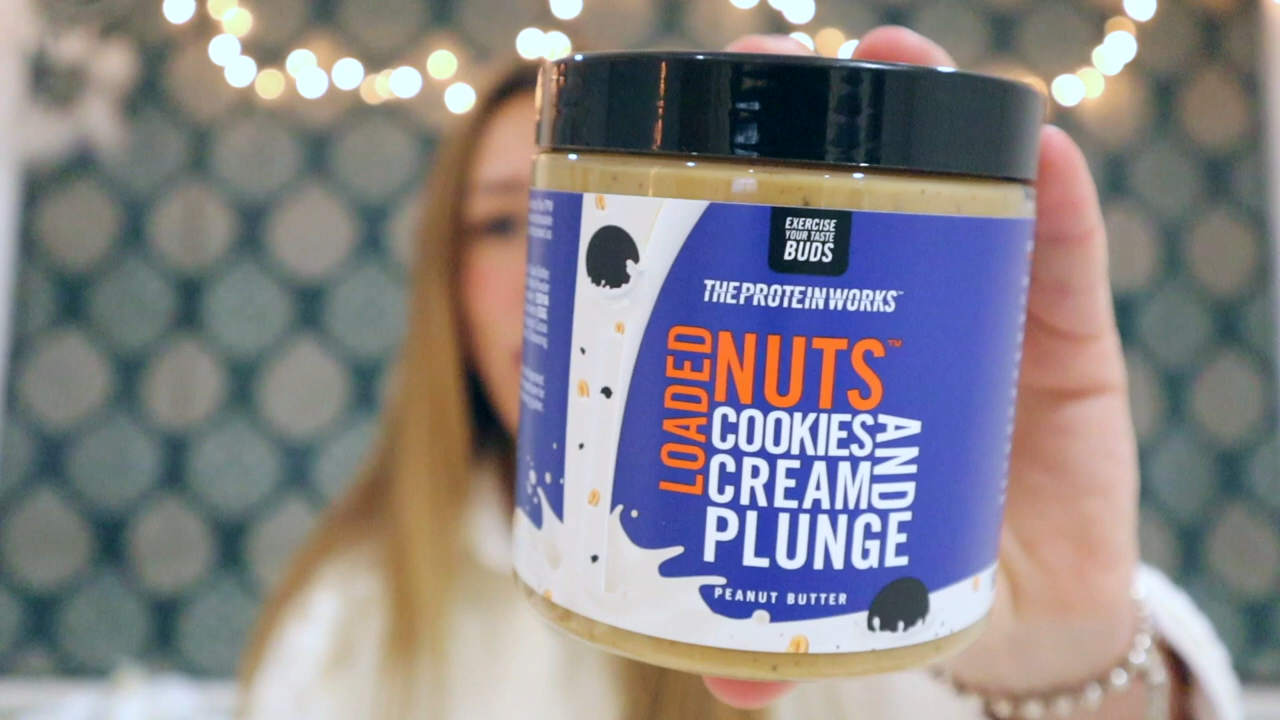 EXERCISE
YOUR TASTE
BUDS
THEPROTEINWORKS™
LOADED
NUTS™
COOKIES
AND
CREAM
PLUNGE
PEANUT BUTTER